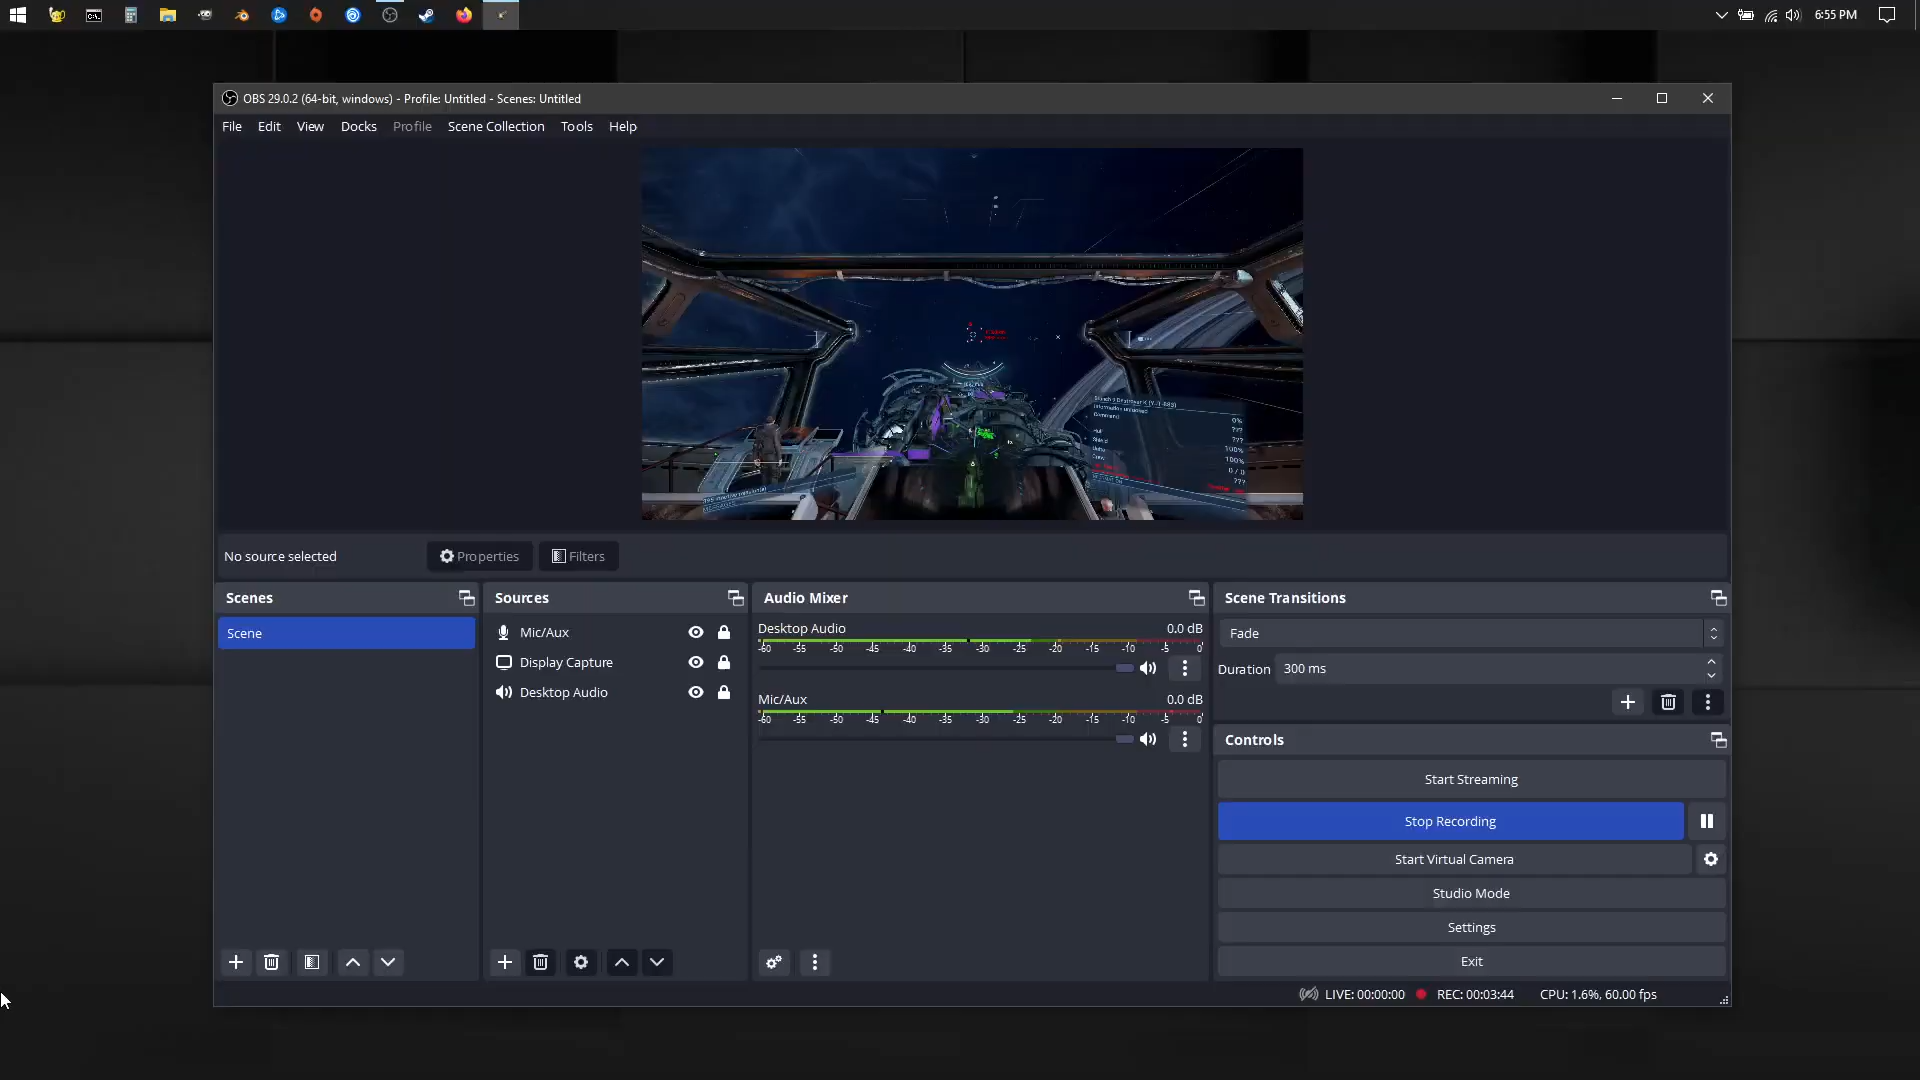 6:55 PM
OBS 29.0.2 (64-bit, windows) - Profile: Untitled - Scenes: Untitled
File Edit View Docks Profile Scene Collection Tools Help
0%
???
???
100%
100%
0 / 0
???
No source selected Properties Filters
Scenes
Scene
Sources
Mic/Aux
Display Capture
Desktop Audio
Audio Mixer
Desktop Audio 0.0 dB
-60 -55 -50 -45 -40 -35 -30 -25 -20 -15 -10 -5 0
Mic/Aux 0.0 dB
-60 -55 -50 -45 -40 -35 -30 -25 -20 -15 -10 -5 0
Scene Transitions
Fade
Duration 300 ms
Controls
Start Streaming
Stop Recording
Start Virtual Camera
Studio Mode
Settings
Exit
LIVE: 00:00:00 REC: 00:03:44 CPU: 1.6%, 60.00 fps